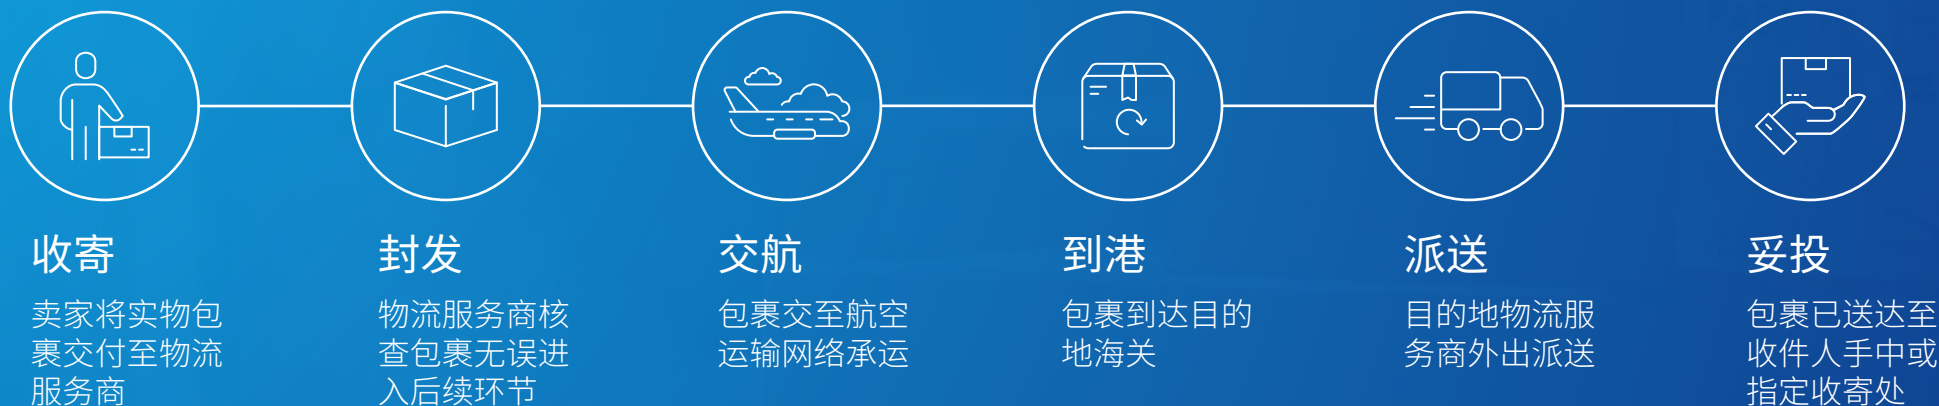 收寄
卖家将实物包
裹交付至物流
服务商
封发
物流服务商核
查包裹无误进
入后续环节
交航
包裹交至航空
运输网络承运
到港
包裹到达目的
地海关
派送
目的地物流服
务商外出派送
妥投
包裹已送达至
收件人手中或
指定收寄处